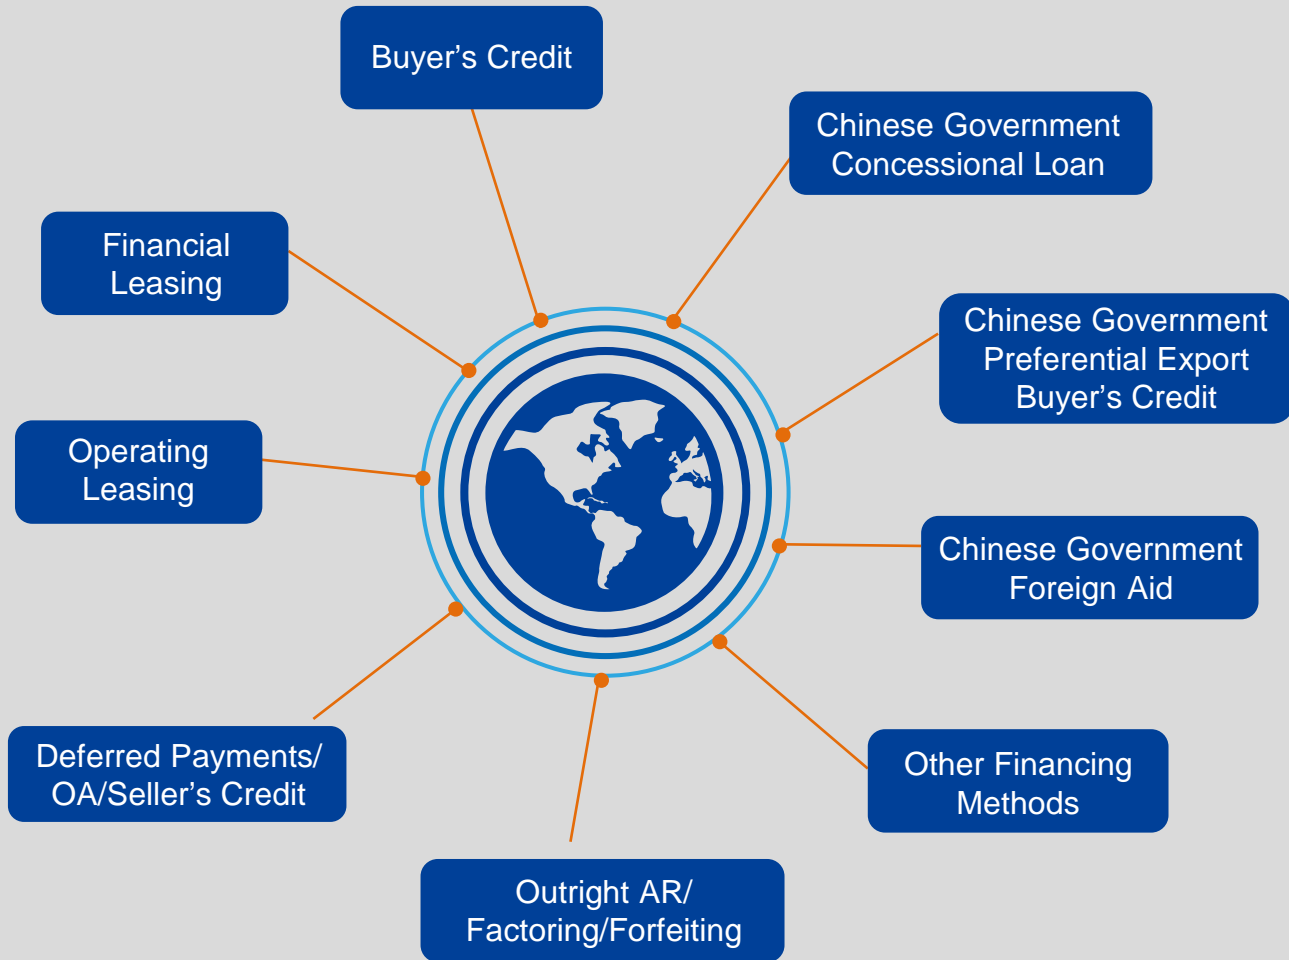 Buyer’s Credit
Chinese Government
Concessional Loan
Financial
Leasing
Chinese Government
Preferential Export
Buyer’s Credit
Operating
Leasing
Chinese Government
Foreign Aid
Deferred Payments/
OA/Seller’s Credit
Other Financing
Methods
Outright AR/
Factoring/Forfeiting